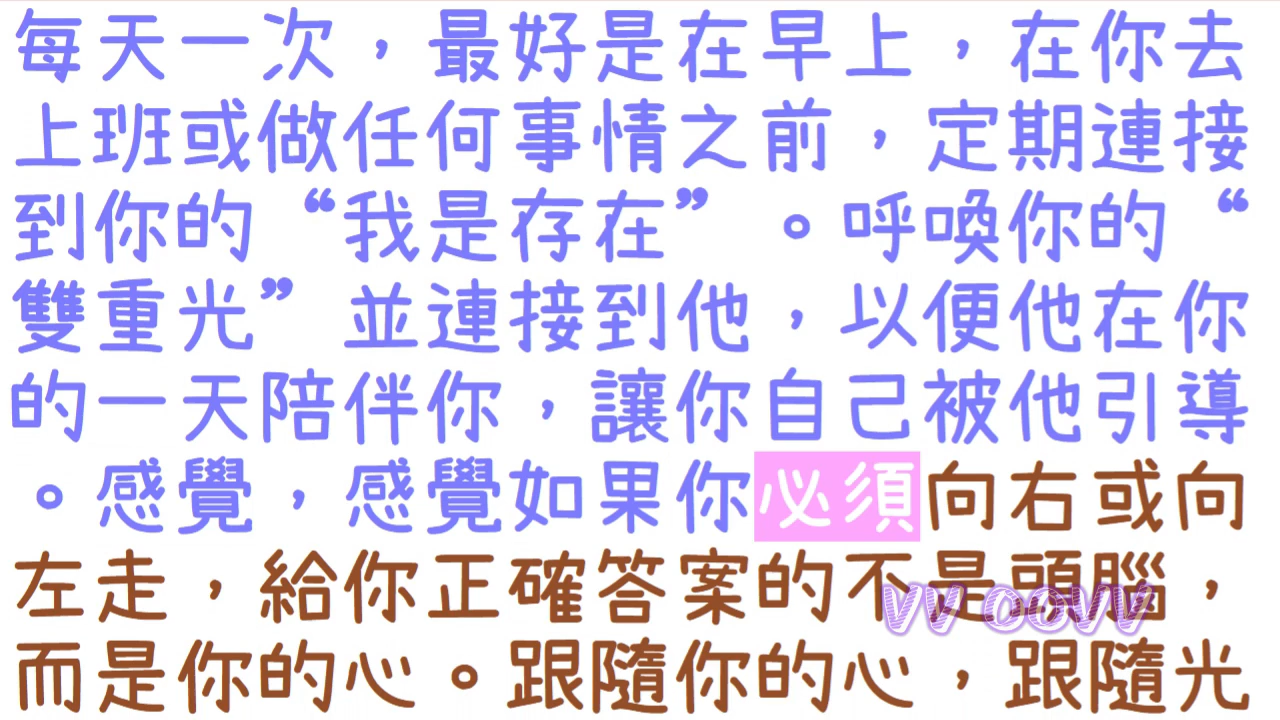 每天一次，最好是在早上，在你去
上班或做任何事情之前，定期連接
到你的“我是存在”。呼喚你的“
雙重光”並連接到他，以便他在你
的一天陪伴你，讓你自己被他引導
。感覺，感覺如果你必須向右或向
左走，給你正確答案的不是頭腦，
而是你的心。跟隨你的心，跟隨光
VV OOVV